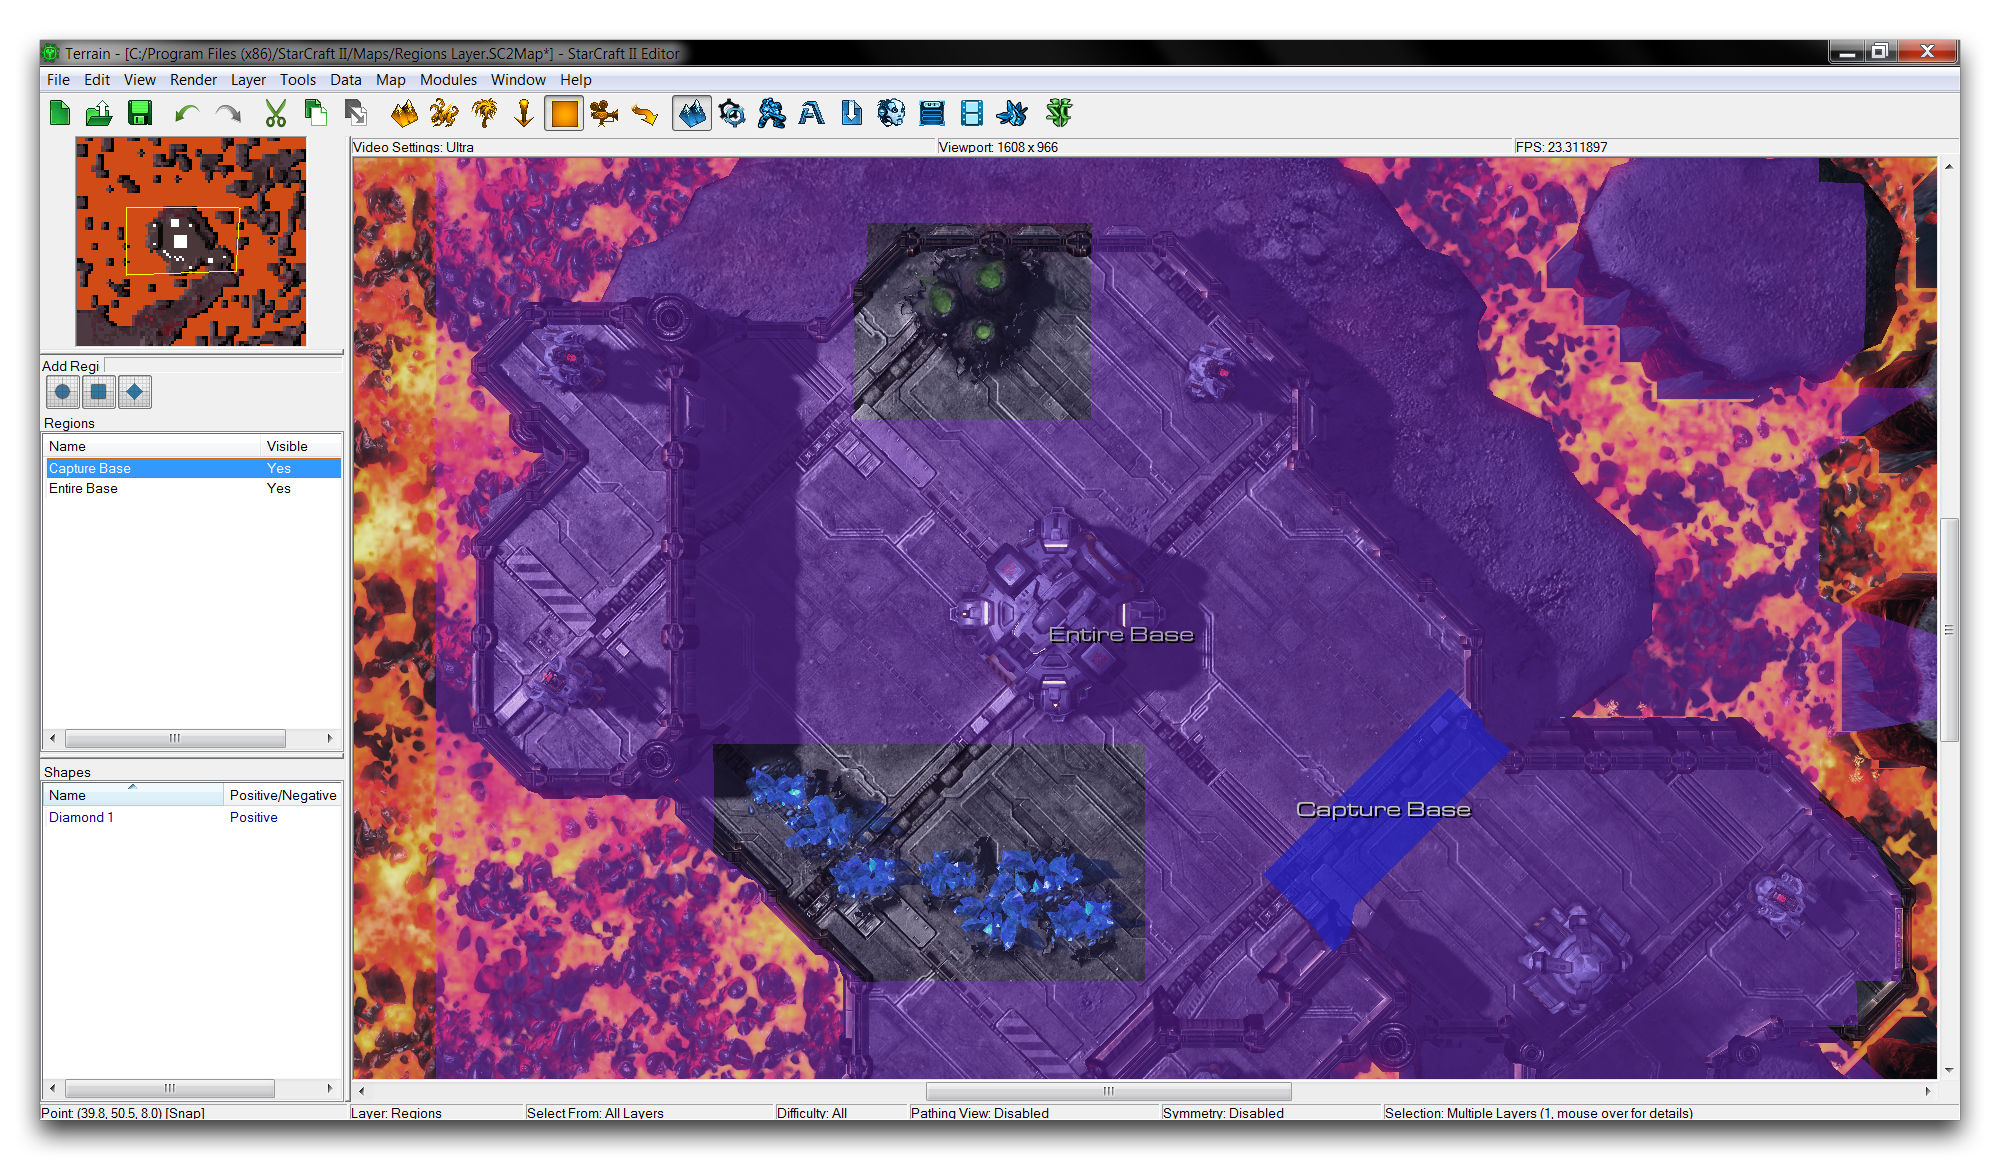 Terrain - [C:/Program Files (x86)/StarCraft II/Maps/Regions Layer.SC2Map*] - StarCraft II Editor
File Edit View Render Layer Tools Data Map Modules Window Help
Video Settings: Ultra Viewport: 1608 x 966 FPS: 23.311897
Add Regi
Regions
Name Visible
Capture Base Yes
Entire Base Yes
Shapes
Name Positive/Negative
Diamond 1 Positive
Entire Base
Capture Base
Point: (39.8, 50.5, 8.0) [Snap] Layer: Regions Select From: All Layers Difficulty: All Pathing View: Disabled Symmetry: Disabled Selection: Multiple Layers (1, mouse over for details)